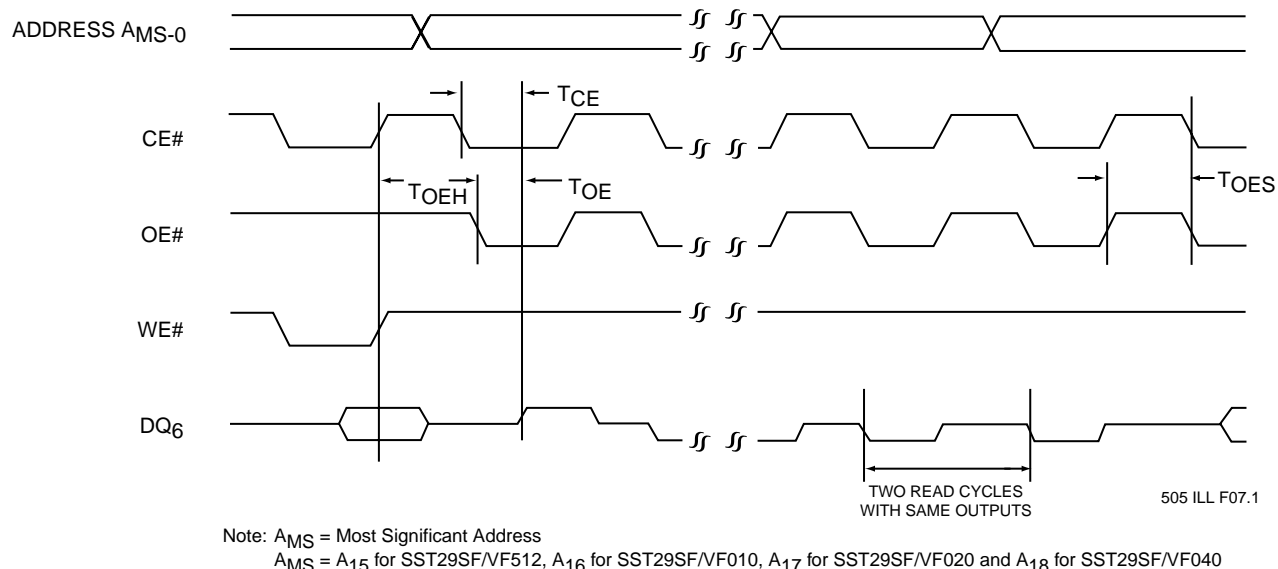 ADDRESS AMS-0
TCE
CE#
TOEH
TOE
TOES
OE#
WE#
DQ6
TWO READ CYCLES
WITH SAME OUTPUTS
505 ILL F07.1
Note: AMS = Most Significant Address
AMS = A15 for SST29SF/VF512, A16 for SST29SF/VF010, A17 for SST29SF/VF020 and A18 for SST29SF/VF040